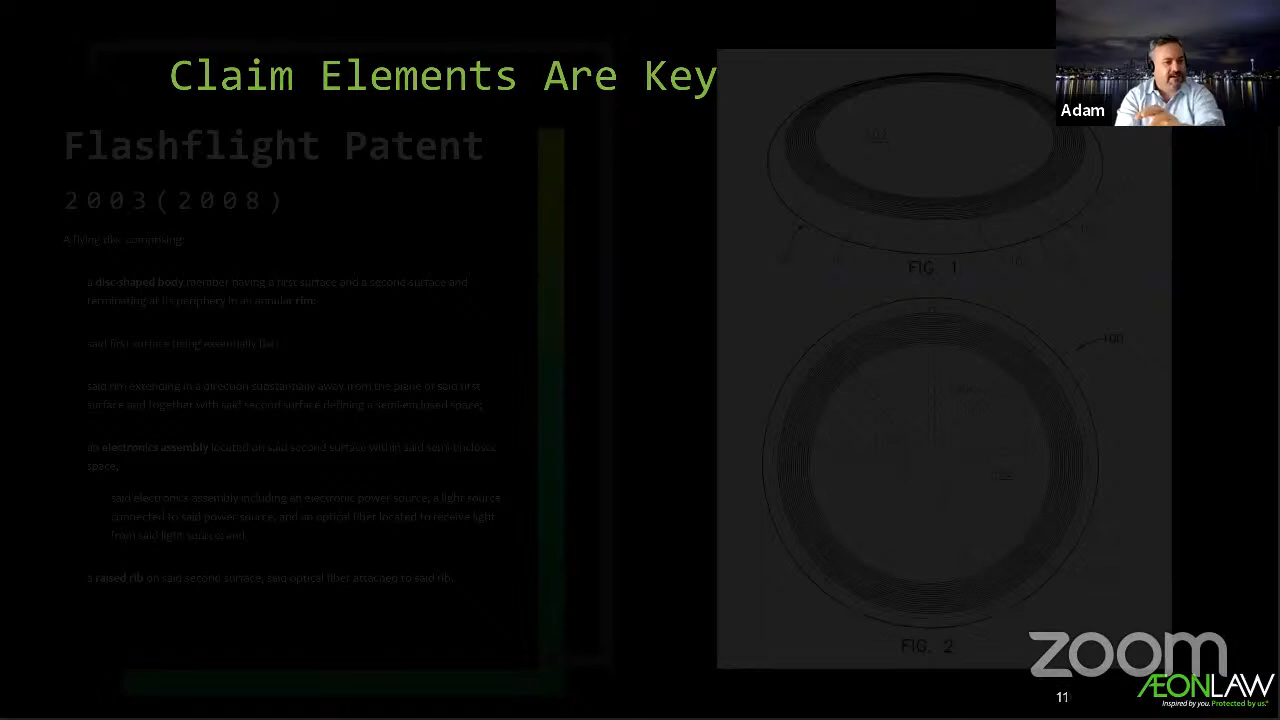 Claim Elements Are Key
Adam
Flashflight Patent
2003(2008)
A flying disc comprising:
a disc-shaped body member having a first surface and a second surface and
terminating at its periphery in an annular rim;
said first surface being essentially flat;
said rim extending in a direction substantially away from the plane of said first
surface and together with said second surface defining a semi-enclosed space;
an electronics assembly located on said second surface within said semi-enclosed
space,
said electronics assembly including an electronic power source, a light source
connected to said power source, and an optical fiber located to receive light
from said light source; and
a raised rib on said second surface, said optical fiber attached to said rib.
102
FIG. 1
100
FIG. 2
zoom
11
ÆONLAW
Inspired by you. Protected by us.®